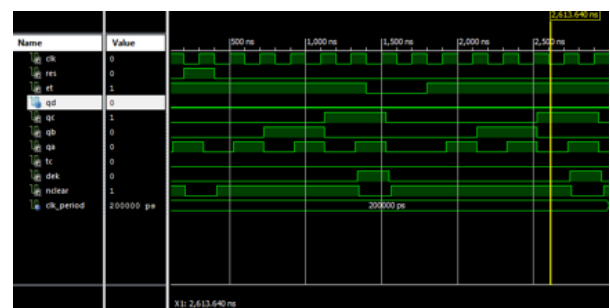 2,613.640 ns
Name Value 500 ns 1,000 ns 1,500 ns 2,000 ns 2,500 ns
clk 0
res 0
et 1
qd 0
qc 1
qb 0
qa 0
tc 0
dek 0
nclear 1
clk_period 200000 ps 200000 ps
X1: 2,613.640 ns